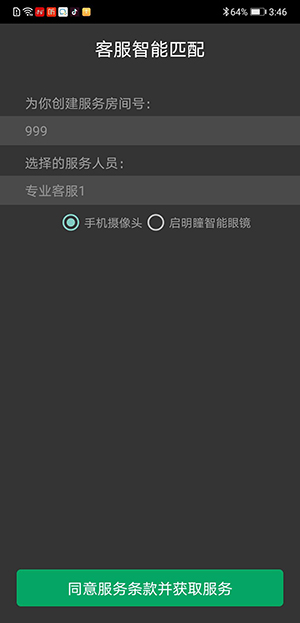 64% 3:46
客服智能匹配
为你创建服务房间号：
999
选择的服务人员：
专业客服1
手机摄像头 启明瞳智能眼镜
同意服务条款并获取服务